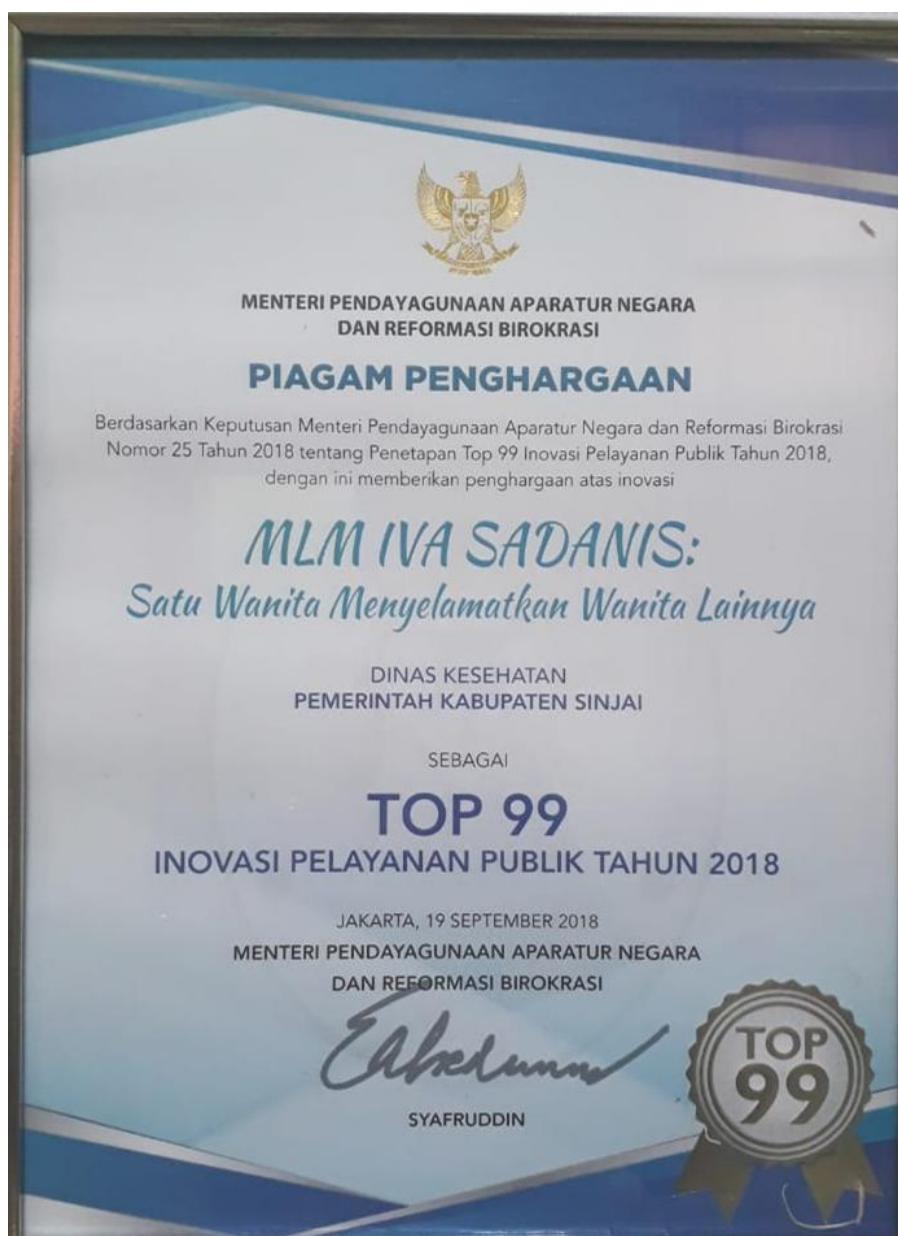 MENTERI PENDAYAGUNAAN APARATUR NEGARA
DAN REFORMASI BIROKRASI
PIAGAM PENGHARGAAN
Berdasarkan Keputusan Menteri Pendayagunaan Aparatur Negara dan Reformasi Birokrasi
Nomor 25 Tahun 2018 tentang Penetapan Top 99 Inovasi Pelayanan Publik Tahun 2018,
dengan ini memberikan penghargaan atas inovasi
MLM IVA SADANIS:
Satu Wanita Menyelamatkan Wanita Lainnya
DINAS KESEHATAN
PEMERINTAH KABUPATEN SINJAI
SEBAGAI
TOP 99
INOVASI PELAYANAN PUBLIK TAHUN 2018
JAKARTA, 19 SEPTEMBER 2018
MENTERI PENDAYAGUNAAN APARATUR NEGARA
DAN REFORMASI BIROKRASI
SYAFRUDDIN
TOP
99